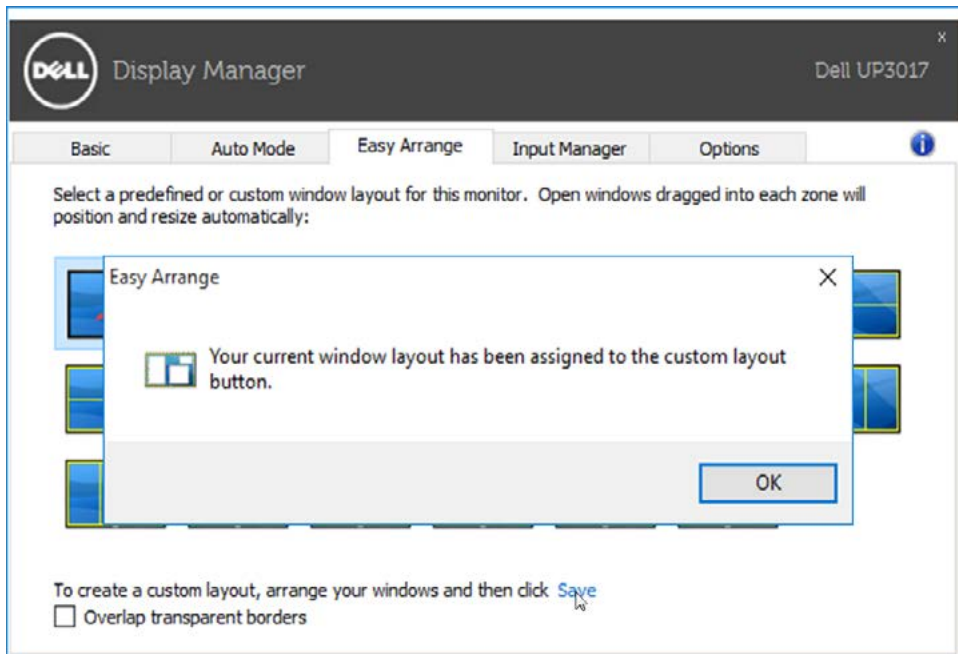 x
DELL
Display Manager
Dell UP3017
Basic
Auto Mode
Easy Arrange
Input Manager
Options
i
Select a predefined or custom window layout for this monitor. Open windows dragged into each zone will
position and resize automatically:
Easy Arrange
Your current window layout has been assigned to the custom layout
button.
OK
To create a custom layout, arrange your windows and then click Save
Overlap transparent borders